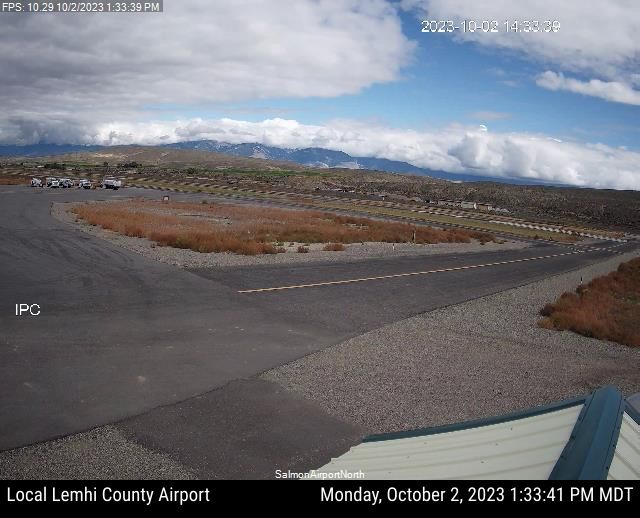 FPS: 10.29 10/2/2023 1:33:39 PM
2023-10-02 14:33:39
IPC
SalmonAirportNorth
Local Lemhi County Airport Monday, October 2, 2023 1:33:41 PM MDT